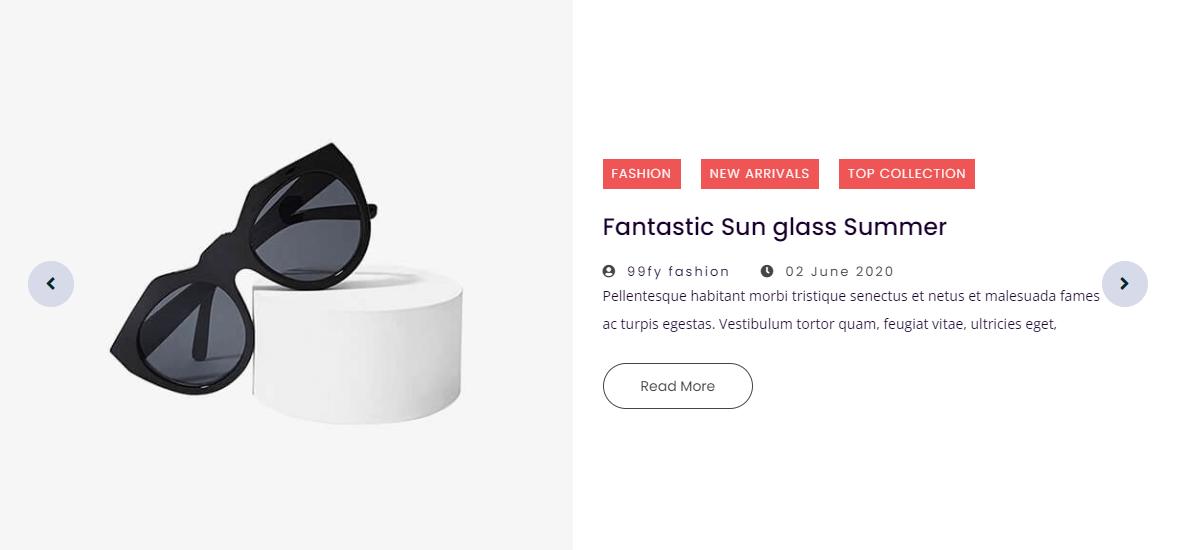 FASHION NEW ARRIVALS TOP COLLECTION
Fantastic Sun glass Summer
99fy fashion 02 June 2020
Pellentesque habitant morbi tristique senectus et netus et malesuada fames
ac turpis egestas. Vestibulum tortor quam, feugiat vitae, ultricies eget,
Read More